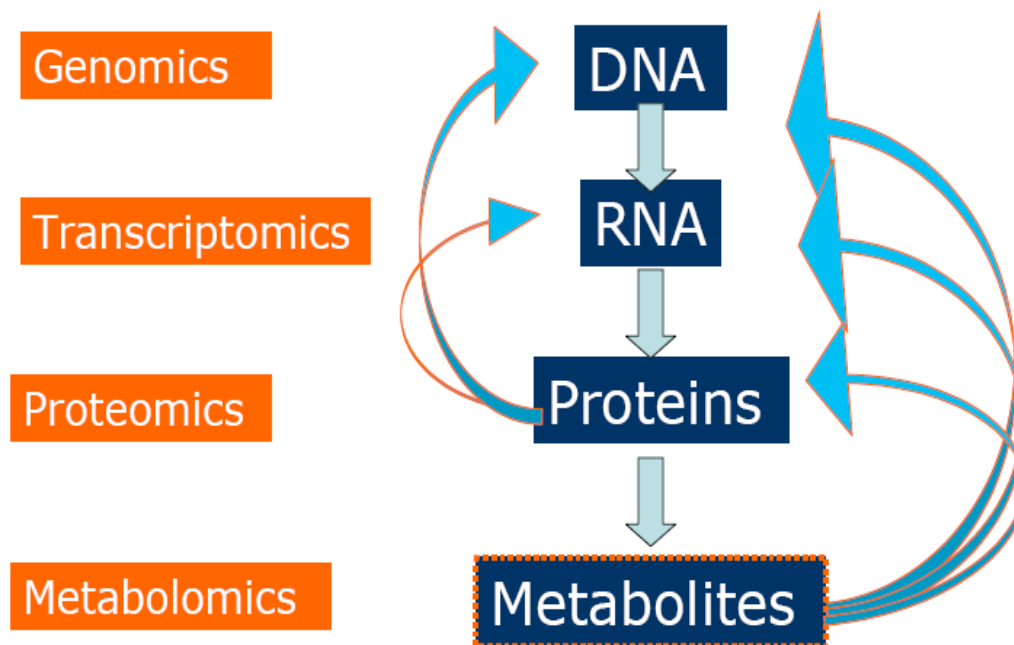 Genomics
DNA
Transcriptomics
RNA
Proteomics
Proteins
Metabolomics
Metabolites